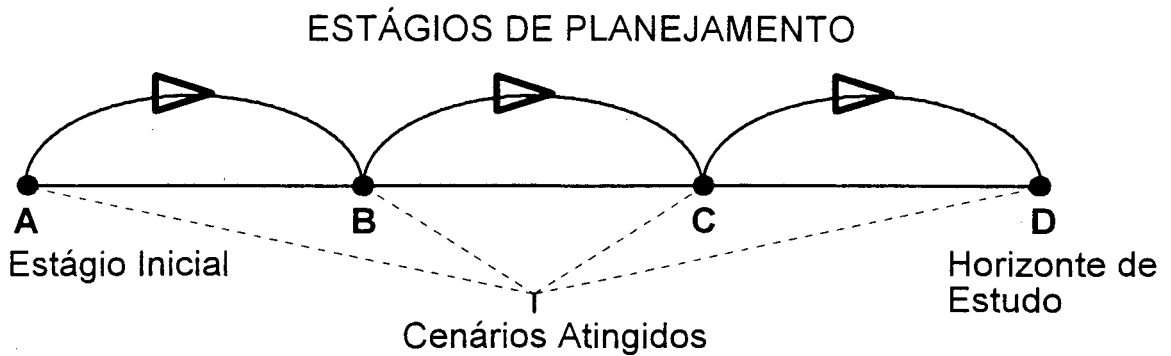 ESTÁGIOS DE PLANEJAMENTO
A B C D
Estágio Inicial
Horizonte de
Estudo
Cenários Atingidos